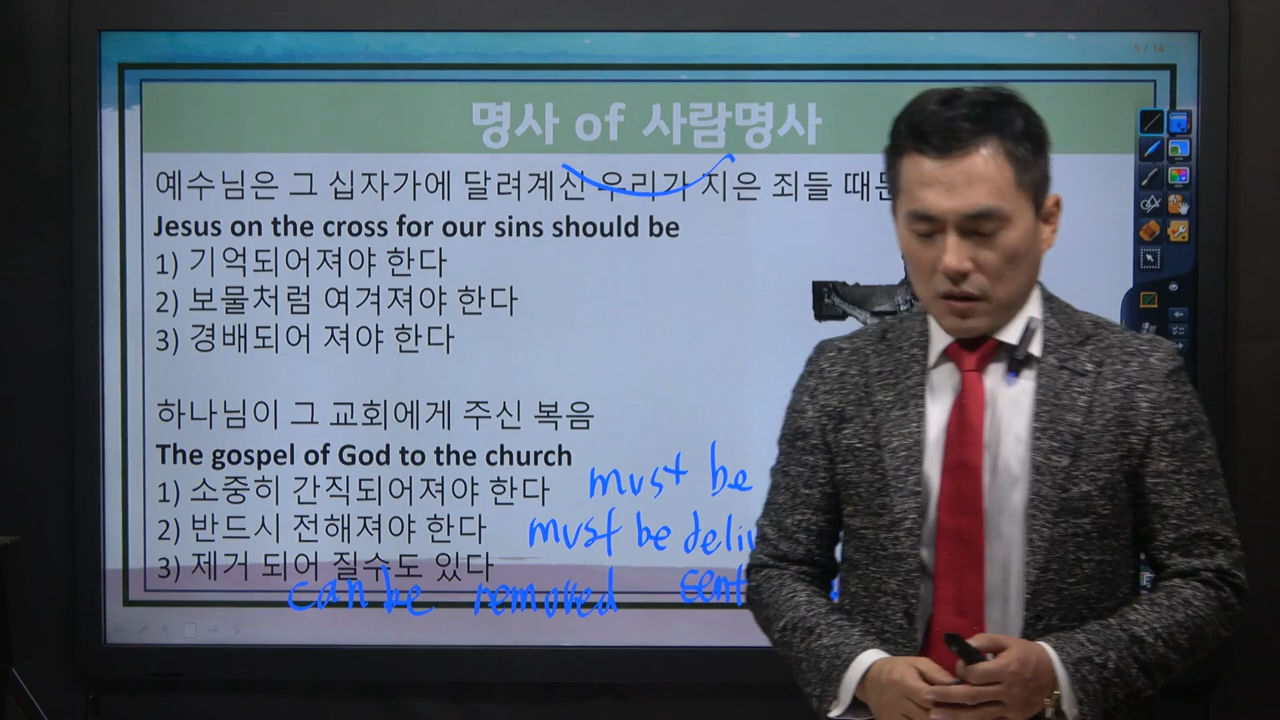 5 / 14
명사 of 사람명사
예수님은 그 십자가에 달려계신 우리가 지은 죄들 때문
Jesus on the cross for our sins should be
1) 기억되어져야 한다
2) 보물처럼 여겨져야 한다
3) 경배되어 져야 한다
하나님이 그 교회에게 주신 복음
The gospel of God to the church
1) 소중히 간직되어져야 한다 must be
2) 반드시 전해져야 한다 must be deliv
3) 제거 되어 질수도 있다
can be removed sent